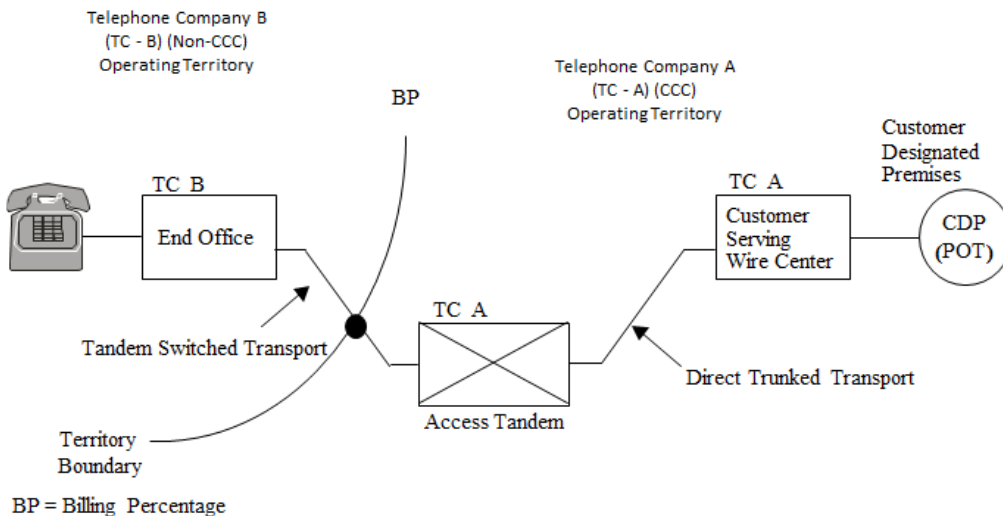 Telephone Company B
(TC - B) (Non-CCC)
Operating Territory
Telephone Company A
(TC - A) (CCC)
Operating Territory
BP
Customer
Designated
Premises
TC B
End Office
TC A
Customer
Serving
Wire Center
CDP
(POT)
TC A
Tandem Switched Transport
Direct Trunked Transport
Access Tandem
Territory
Boundary
BP = Billing Percentage